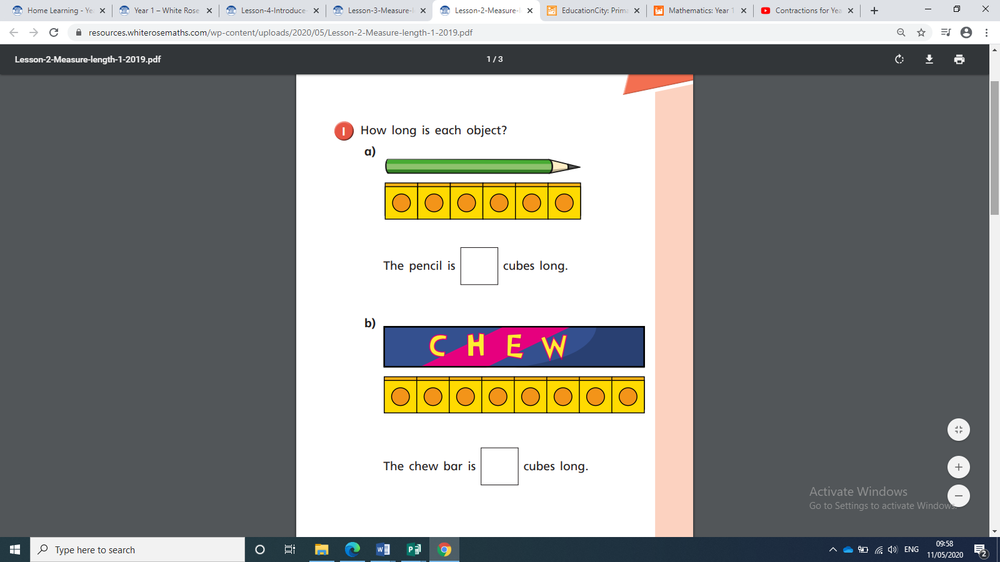 Home Learning - Ye
Year 1 – White Rose
Lesson-4-Introduce-
Lesson-3-Measure-l
Lesson-2-Measure-l
EducationCity: Prima
Mathematics: Year 1
Contractions for Yea
resources.whiterosemaths.com/wp-content/uploads/2020/05/Lesson-2-Measure-length-1-2019.pdf
Lesson-2-Measure-length-1-2019.pdf
1 / 3
1 How long is each object?
a)
The pencil is cubes long.
b)
CHEW
The chew bar is cubes long.
Activate Windows
Go to Settings to activate Windows.
Type here to search
ENG
09:58
11/05/2020
2